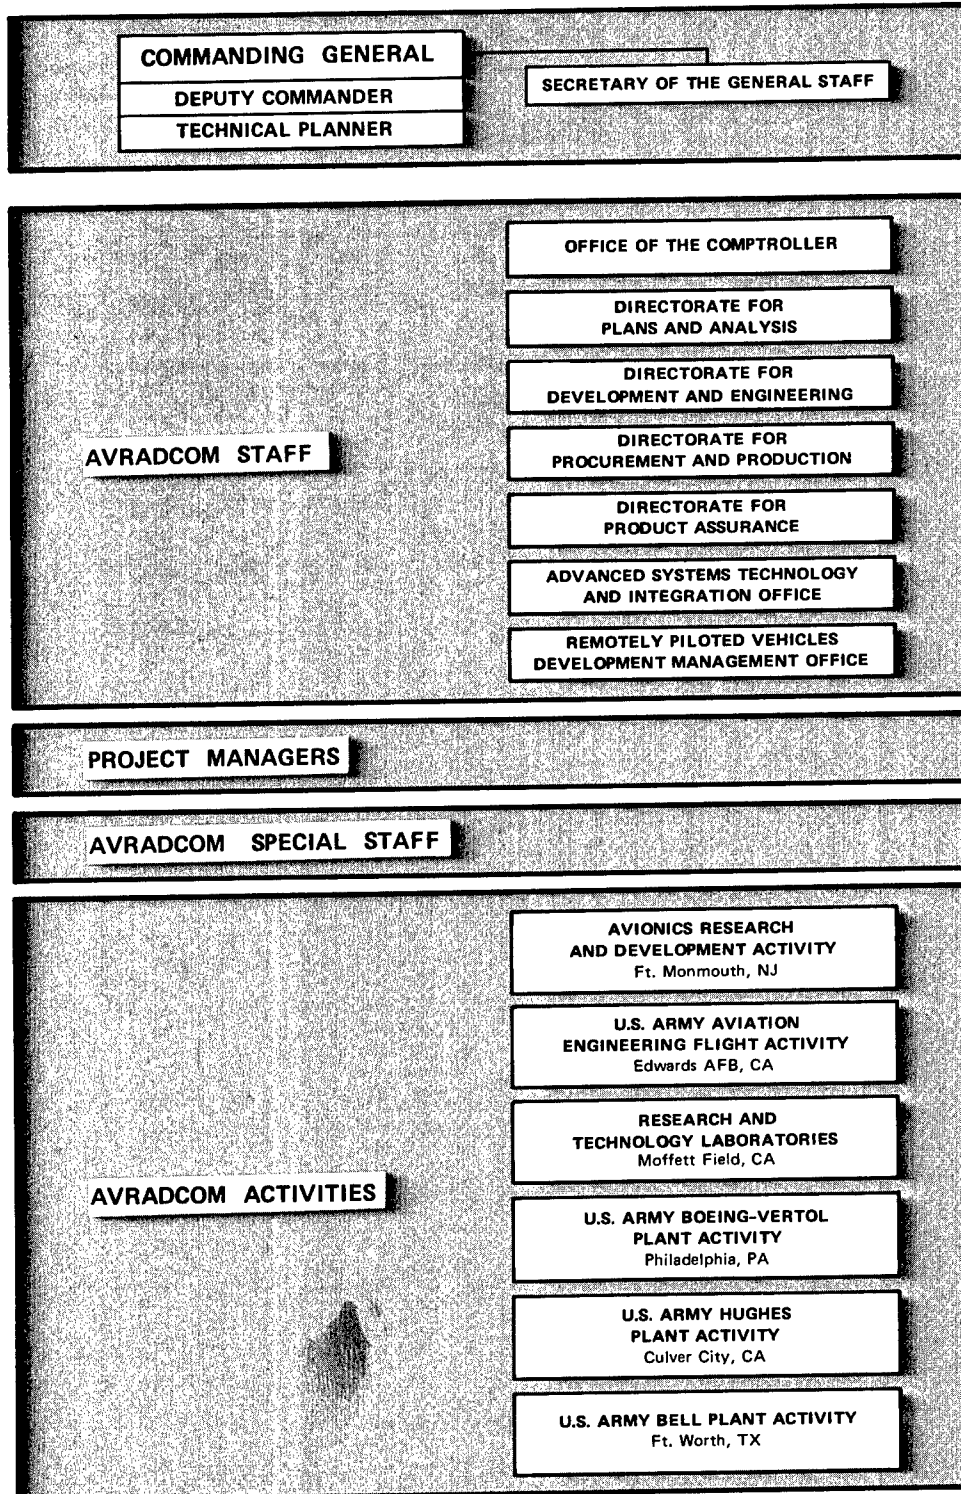 COMMANDING GENERAL
DEPUTY COMMANDER
TECHNICAL PLANNER
SECRETARY OF THE GENERAL STAFF
AVRADCOM STAFF
OFFICE OF THE COMPTROLLER
DIRECTORATE FOR
PLANS AND ANALYSIS
DIRECTORATE FOR
DEVELOPMENT AND ENGINEERING
DIRECTORATE FOR
PROCUREMENT AND PRODUCTION
DIRECTORATE FOR
PRODUCT ASSURANCE
ADVANCED SYSTEMS TECHNOLOGY
AND INTEGRATION OFFICE
REMOTELY PILOTED VEHICLES
DEVELOPMENT MANAGEMENT OFFICE
PROJECT MANAGERS
AVRADCOM SPECIAL STAFF
AVRADCOM ACTIVITIES
AVIONICS RESEARCH
AND DEVELOPMENT ACTIVITY
Ft. Monmouth, NJ
U.S. ARMY AVIATION
ENGINEERING FLIGHT ACTIVITY
Edwards AFB, CA
RESEARCH AND
TECHNOLOGY LABORATORIES
Moffett Field, CA
U.S. ARMY BOEING-VERTOL
PLANT ACTIVITY
Philadelphia, PA
U.S. ARMY HUGHES
PLANT ACTIVITY
Culver City, CA
U.S. ARMY BELL PLANT ACTIVITY
Ft. Worth, TX